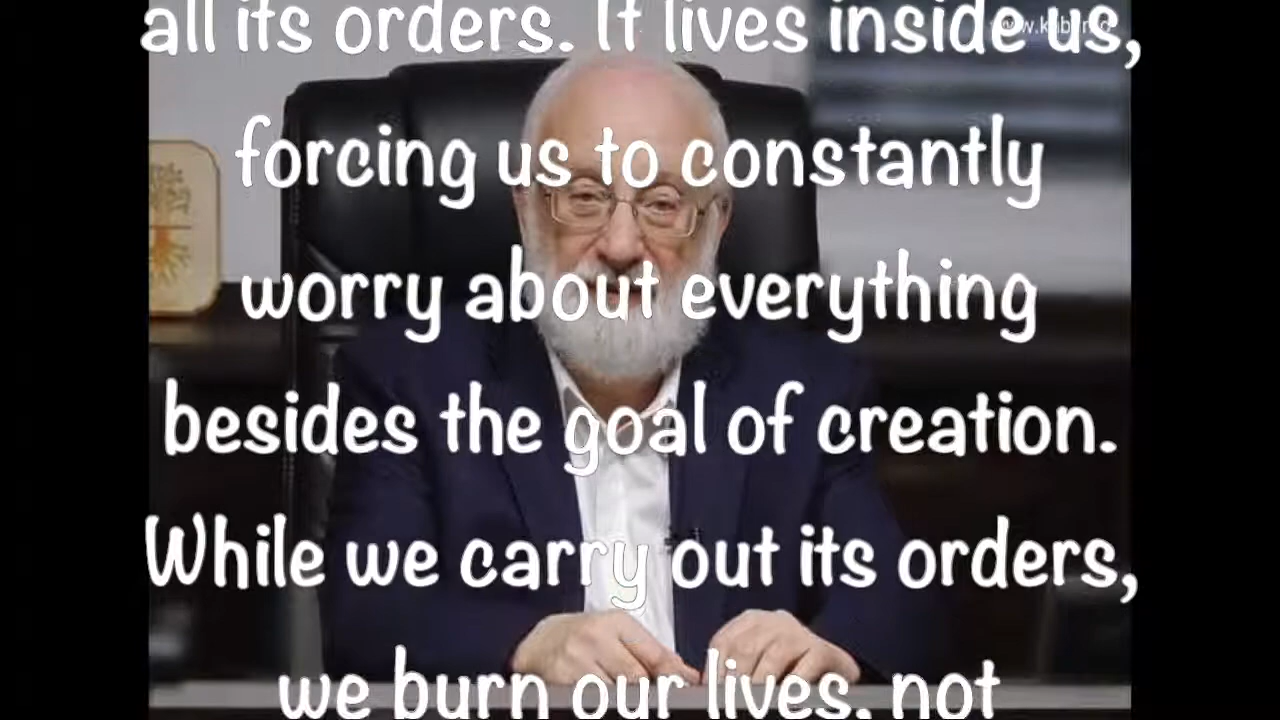 all its orders. It lives inside us,
forcing us to constantly
worry about everything
besides the goal of creation.
While we carry out its orders,
we burn our lives, not